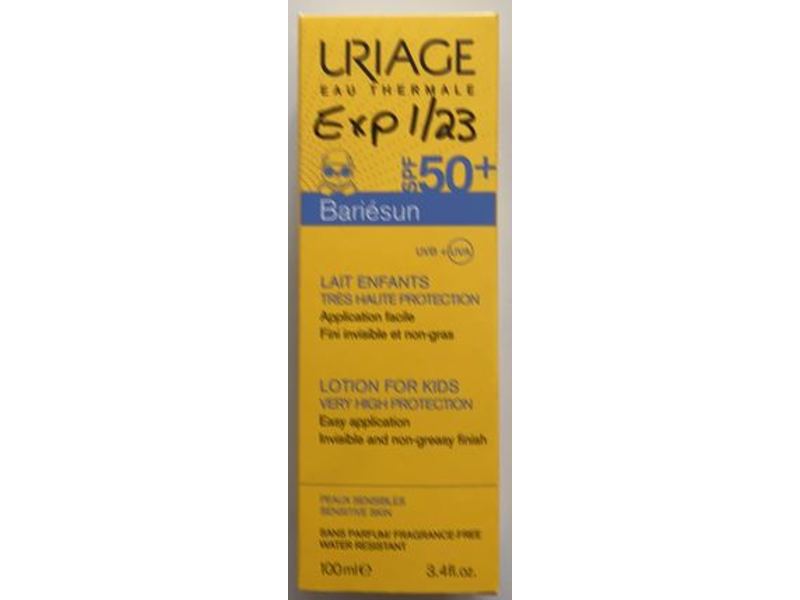 URIAGE
EAU THERMALE
Exp 1/23
SPF 50+
Bariésun
UVB + UVA
LAIT ENFANTS
TRÈS HAUTE PROTECTION
Application facile
Fini invisible et non-gras
LOTION FOR KIDS
VERY HIGH PROTECTION
Easy application
Invisible and non-greasy finish
PEAUX SENSIBLES
SENSITIVE SKIN
SANS PARFUM/ FRAGRANCE-FREE
WATER RESISTANT
100ml℮ 3.4fl.oz.